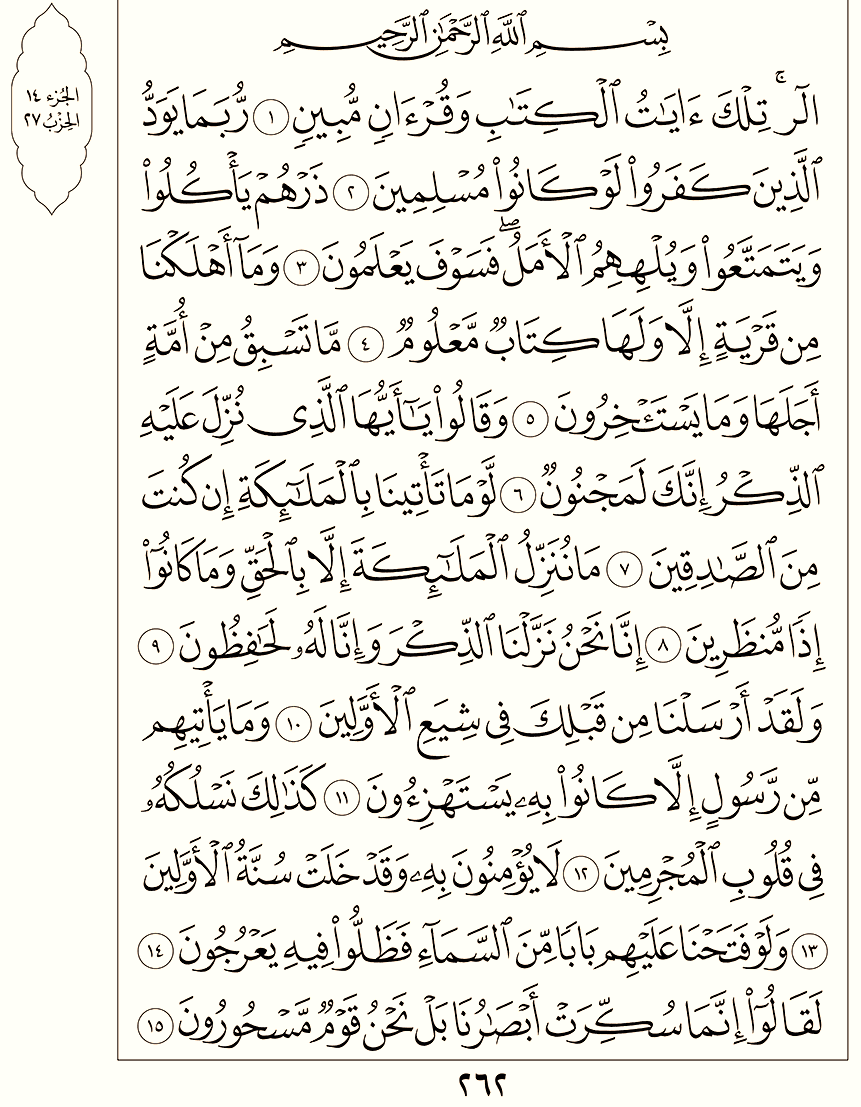 بِسْمِ ٱللَّهِ ٱلرَّحْمَٰنِ ٱلرَّحِيمِ
الجُزْء ١٤
الحِزْبُ ٢٧
الٓر ۚ تِلْكَ ءَايَٰتُ ٱلْكِتَٰبِ وَقُرْءَانٍ مُّبِينٍ ١ رُّبَمَا يَوَدُّ
ٱلَّذِينَ كَفَرُوا۟ لَوْ كَانُوا۟ مُسْلِمِينَ ٢ ذَرْهُمْ يَأْكُلُوا۟
وَيَتَمَتَّعُوا۟ وَيُلْهِهِمُ ٱلْأَمَلُ ۖ فَسَوْفَ يَعْلَمُونَ ٣ وَمَآ أَهْلَكْنَا
مِن قَرْيَةٍ إِلَّا وَلَهَا كِتَابٌ مَّعْلُومٌ ٤ مَّا تَسْبِقُ مِنْ أُمَّةٍ
أَجَلَهَا وَمَا يَسْتَـْٔخِرُونَ ٥ وَقَالُوا۟ يَٰٓأَيُّهَا ٱلَّذِى نُزِّلَ عَلَيْهِ
ٱلذِّكْرُ إِنَّكَ لَمَجْنُونٌ ٦ لَّوْ مَا تَأْتِينَا بِٱلْمَلَٰٓئِكَةِ إِن كُنتَ
مِنَ ٱلصَّٰدِقِينَ ٧ مَا نُنَزِّلُ ٱلْمَلَٰٓئِكَةَ إِلَّا بِٱلْحَقِّ وَمَا كَانُوٓا۟
إِذًا مُّنظَرِينَ ٨ إِنَّا نَحْنُ نَزَّلْنَا ٱلذِّكْرَ وَإِنَّا لَهُۥ لَحَٰفِظُونَ ٩
وَلَقَدْ أَرْسَلْنَا مِن قَبْلِكَ فِى شِيَعِ ٱلْأَوَّلِينَ ١٠ وَمَا يَأْتِيهِم
مِّن رَّسُولٍ إِلَّا كَانُوا۟ بِهِۦ يَسْتَهْزِءُونَ ١١ كَذَٰلِكَ نَسْلُكُهُۥ
فِى قُلُوبِ ٱلْمُجْرِمِينَ ١٢ لَا يُؤْمِنُونَ بِهِۦ وَقَدْ خَلَتْ سُنَّةُ ٱلْأَوَّلِينَ
١٣ وَلَوْ فَتَحْنَا عَلَيْهِم بَابًا مِّنَ ٱلسَّمَآءِ فَظَلُّوا۟ فِيهِ يَعْرُجُونَ ١٤
لَقَالُوٓا۟ إِنَّمَا سُكِّرَتْ أَبْصَٰرُنَا بَلْ نَحْنُ قَوْمٌ مَّسْحُورُونَ ١٥
٢٦٢